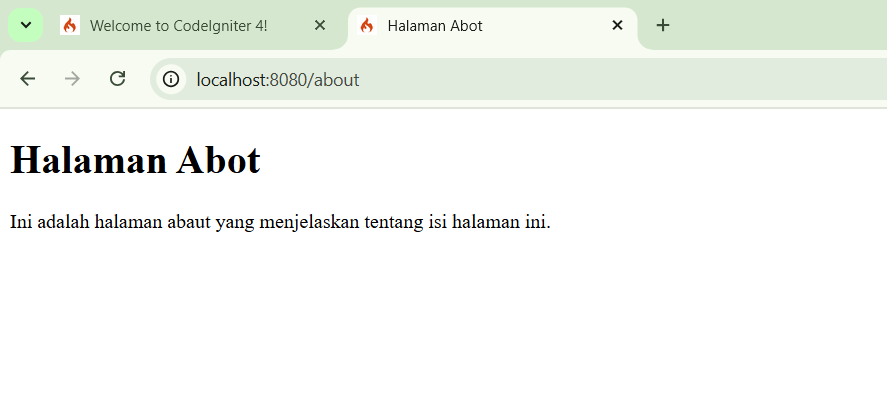 Welcome to CodeIgniter 4!
Halaman Abot
localhost:8080/about
Halaman Abot
Ini adalah halaman abaut yang menjelaskan tentang isi halaman ini.